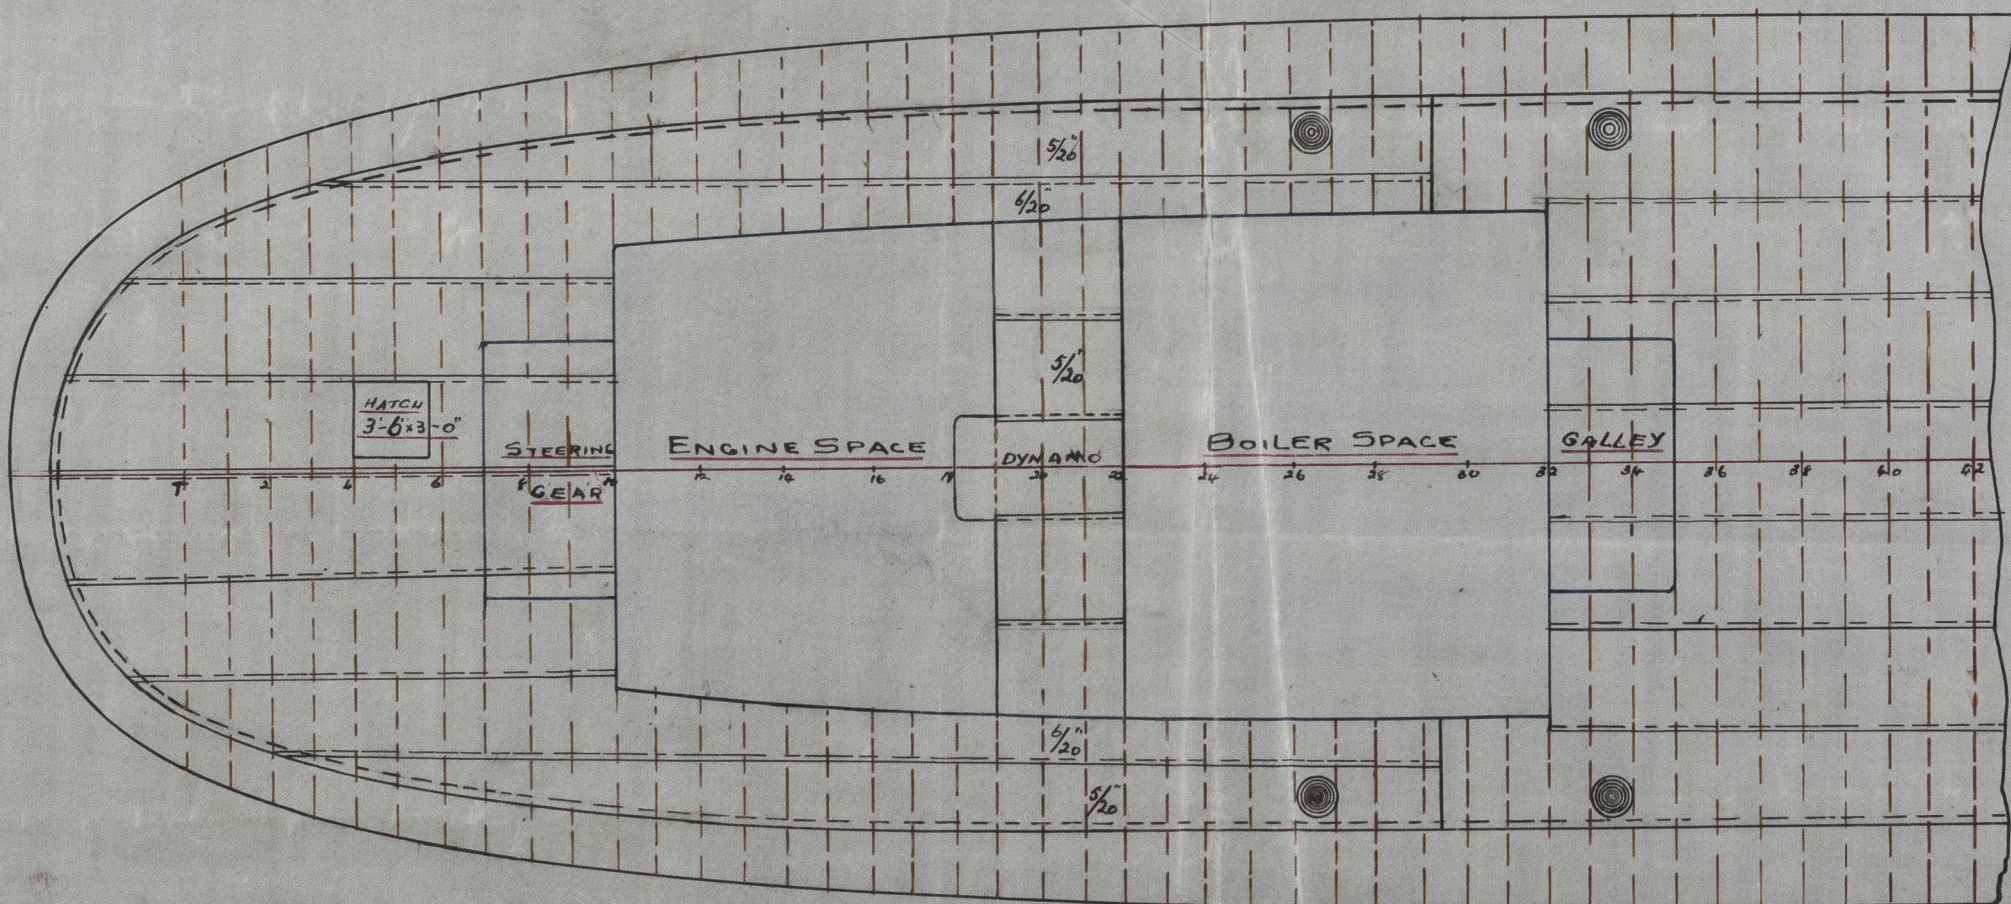 5/20"
6/20"
5/20"
HATCH
3'-6"x3'-0"
STEERING
GEAR
ENGINE SPACE
DYNAMO
BOILER SPACE
GALLEY
1 2 4 6 8 10 12 14 16 18 20 22 24 26 28 30 32 34 36 38 40 42
6/20"
5/20"